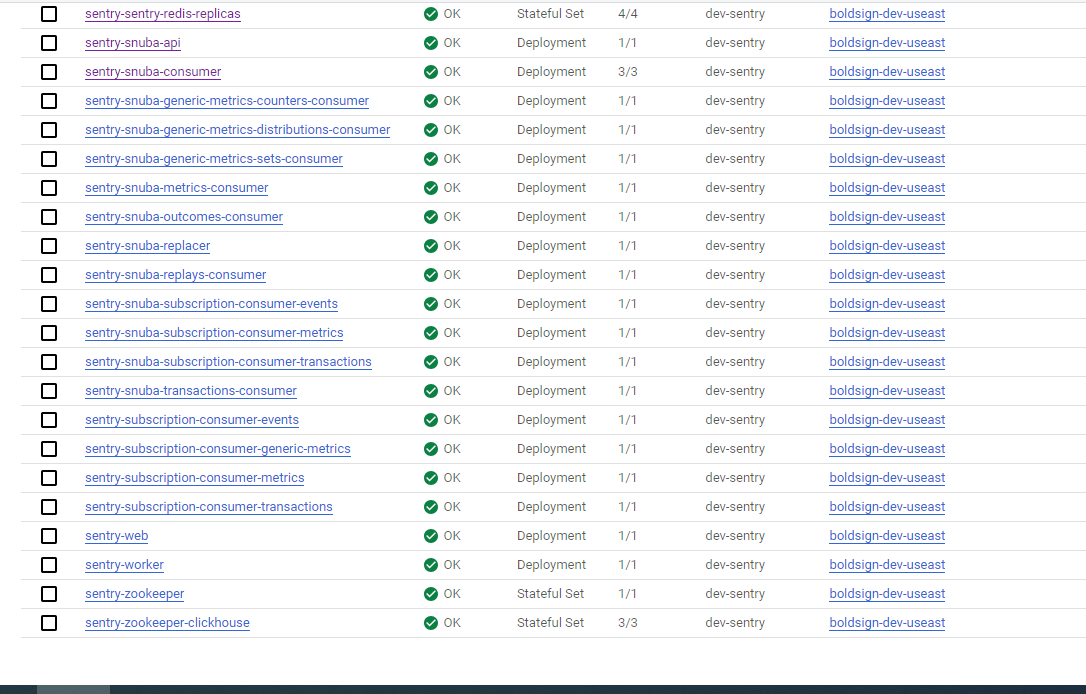 sentry-sentry-redis-replicas OK Stateful Set 4/4 dev-sentry boldsign-dev-useast
sentry-snuba-api OK Deployment 1/1 dev-sentry boldsign-dev-useast
sentry-snuba-consumer OK Deployment 3/3 dev-sentry boldsign-dev-useast
sentry-snuba-generic-metrics-counters-consumer OK Deployment 1/1 dev-sentry boldsign-dev-useast
sentry-snuba-generic-metrics-distributions-consumer OK Deployment 1/1 dev-sentry boldsign-dev-useast
sentry-snuba-generic-metrics-sets-consumer OK Deployment 1/1 dev-sentry boldsign-dev-useast
sentry-snuba-metrics-consumer OK Deployment 1/1 dev-sentry boldsign-dev-useast
sentry-snuba-outcomes-consumer OK Deployment 1/1 dev-sentry boldsign-dev-useast
sentry-snuba-replacer OK Deployment 1/1 dev-sentry boldsign-dev-useast
sentry-snuba-replays-consumer OK Deployment 1/1 dev-sentry boldsign-dev-useast
sentry-snuba-subscription-consumer-events OK Deployment 1/1 dev-sentry boldsign-dev-useast
sentry-snuba-subscription-consumer-metrics OK Deployment 1/1 dev-sentry boldsign-dev-useast
sentry-snuba-subscription-consumer-transactions OK Deployment 1/1 dev-sentry boldsign-dev-useast
sentry-snuba-transactions-consumer OK Deployment 1/1 dev-sentry boldsign-dev-useast
sentry-subscription-consumer-events OK Deployment 1/1 dev-sentry boldsign-dev-useast
sentry-subscription-consumer-generic-metrics OK Deployment 1/1 dev-sentry boldsign-dev-useast
sentry-subscription-consumer-metrics OK Deployment 1/1 dev-sentry boldsign-dev-useast
sentry-subscription-consumer-transactions OK Deployment 1/1 dev-sentry boldsign-dev-useast
sentry-web OK Deployment 1/1 dev-sentry boldsign-dev-useast
sentry-worker OK Deployment 1/1 dev-sentry boldsign-dev-useast
sentry-zookeeper OK Stateful Set 1/1 dev-sentry boldsign-dev-useast
sentry-zookeeper-clickhouse OK Stateful Set 3/3 dev-sentry boldsign-dev-useast